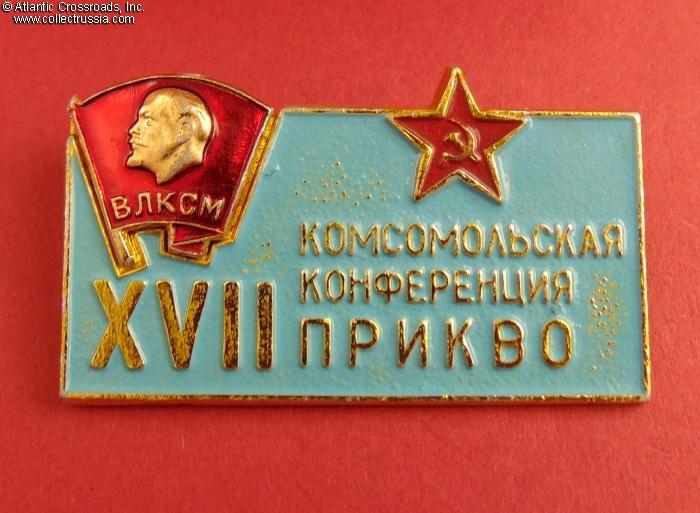 © Atlantic Crossroads, Inc.
www.collectrussia.com
ВЛКСМ
XVII
КОМСОМОЛЬСКАЯ
КОНФЕРЕНЦИЯ
ПРИКВО